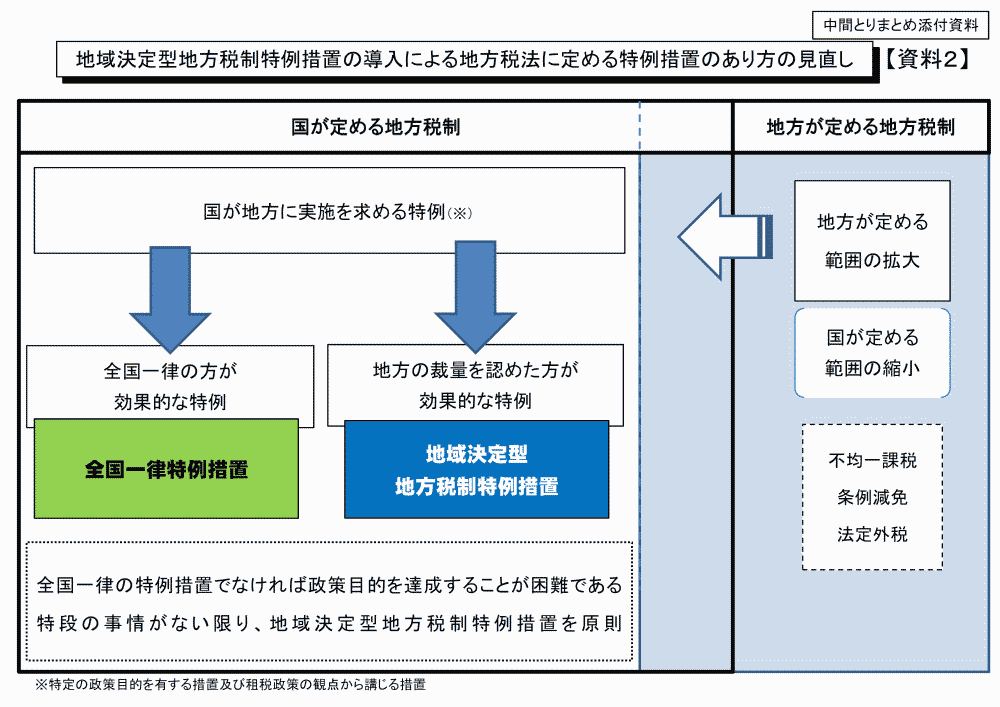 中間とりまとめ添付資料
地域決定型地方税制特例措置の導入による地方税法に定める特例措置のあり方の見直し
【資料2】
国が定める地方税制
地方が定める地方税制
国が地方に実施を求める特例(※)
全国一律の方が
効果的な特例
全国一律特例措置
地方の裁量を認めた方が
効果的な特例
地域決定型
地方税制特例措置
全国一律の特例措置でなければ政策目的を達成することが困難である
特段の事情がない限り、地域決定型地方税制特例措置を原則
地方が定める
範囲の拡大
国が定める
範囲の縮小
不均一課税
条例減免
法定外税
※特定の政策目的を有する措置及び租税政策の観点から講じる措置